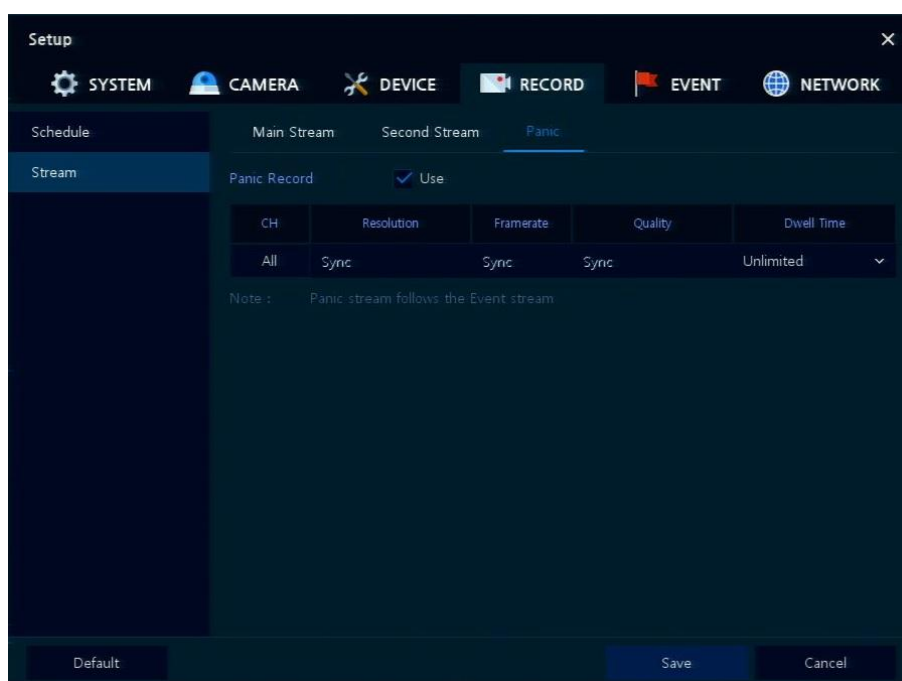 Setup
SYSTEM CAMERA DEVICE RECORD EVENT NETWORK
Schedule
Stream
Main Stream Second Stream Panic
Panic Record Use
CH Resolution Framerate Quality Dwell Time
All Sync Sync Sync Unlimited
Note : Panic stream follows the Event stream
Default Save Cancel